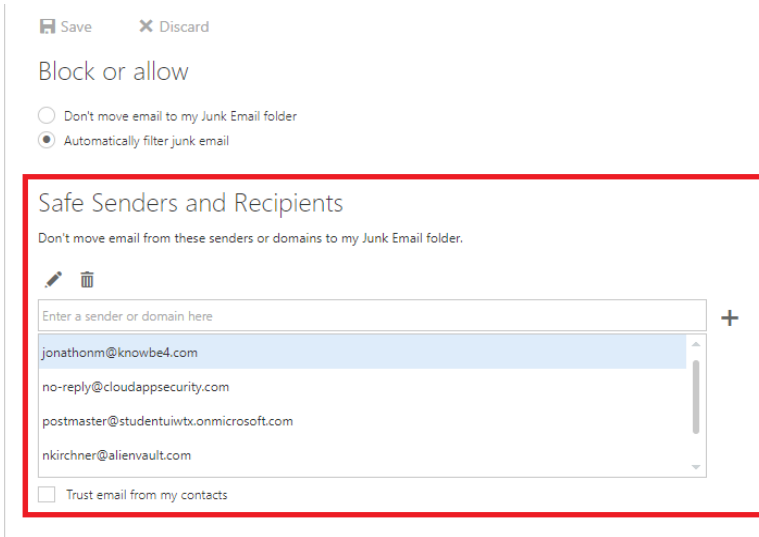 Save Discard
Block or allow
Don't move email to my Junk Email folder
Automatically filter junk email
Safe Senders and Recipients
Don't move email from these senders or domains to my Junk Email folder.
Enter a sender or domain here
jonathonm@knowbe4.com
no-reply@cloudappsecurity.com
postmaster@studentuiwtx.onmicrosoft.com
nkirchner@alienvault.com
Trust email from my contacts